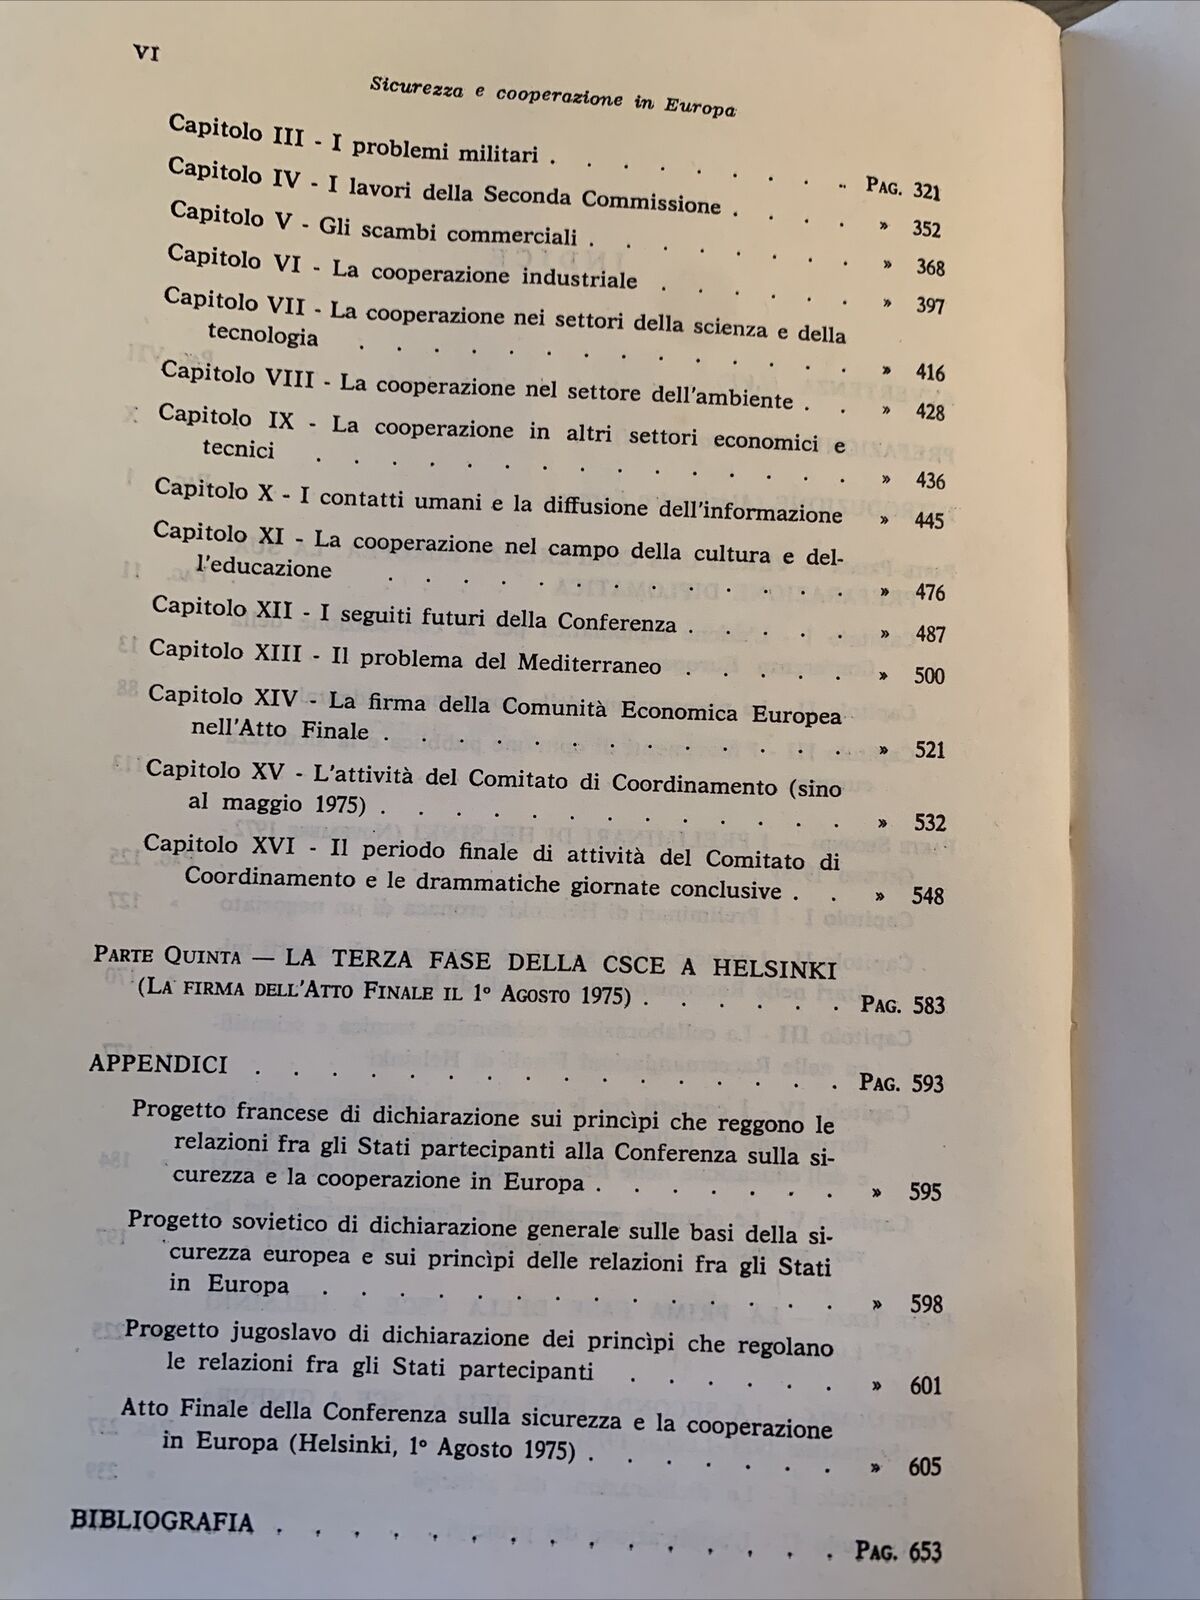 VI
Sicurezza e cooperazione in Europa
Capitolo III - I problemi militari . . . . . . . . . PAG. 321
Capitolo IV - I lavori della Seconda Commissione . . . . » 352
Capitolo V - Gli scambi commerciali . . . . . . . . » 368
Capitolo VI - La cooperazione industriale . . . . . . » 397
Capitolo VII - La cooperazione nei settori della scienza e della
tecnologia . . . . . . . . . . . . . . » 416
Capitolo VIII - La cooperazione nel settore dell'ambiente . . » 428
Capitolo IX - La cooperazione in altri settori economici e
tecnici . . . . . . . . . . . . . . . » 436
Capitolo X - I contatti umani e la diffusione dell'informazione » 445
Capitolo XI - La cooperazione nel campo della cultura e del-
l'educazione . . . . . . . . . . . . . » 476
Capitolo XII - I seguiti futuri della Conferenza . . . . . » 487
Capitolo XIII - Il problema del Mediterraneo . . . . . » 500
Capitolo XIV - La firma della Comunità Economica Europea
nell'Atto Finale . . . . . . . . . . . . . » 521
Capitolo XV - L'attività del Comitato di Coordinamento (sino
al maggio 1975) . . . . . . . . . . . . . » 532
Capitolo XVI - Il periodo finale di attività del Comitato di
Coordinamento e le drammatiche giornate conclusive . . » 548
PARTE QUINTA — LA TERZA FASE DELLA CSCE A HELSINKI
(LA FIRMA DELL'ATTO FINALE IL 1° AGOSTO 1975) . . . . . . PAG. 583
APPENDICI . . . . . . . . . . . . . . . . PAG. 593
Progetto francese di dichiarazione sui princìpi che reggono le
relazioni fra gli Stati partecipanti alla Conferenza sulla si-
curezza e la cooperazione in Europa . . . . . . . » 595
Progetto sovietico di dichiarazione generale sulle basi della si-
curezza europea e sui princìpi delle relazioni fra gli Stati
in Europa . . . . . . . . . . . . . . » 598
Progetto jugoslavo di dichiarazione dei princìpi che regolano
le relazioni fra gli Stati partecipanti . . . . . . » 601
Atto Finale della Conferenza sulla sicurezza e la cooperazione
in Europa (Helsinki, 1° Agosto 1975) . . . . . . . » 605
BIBLIOGRAFIA . . . . . . . . . . . . . . . PAG. 653